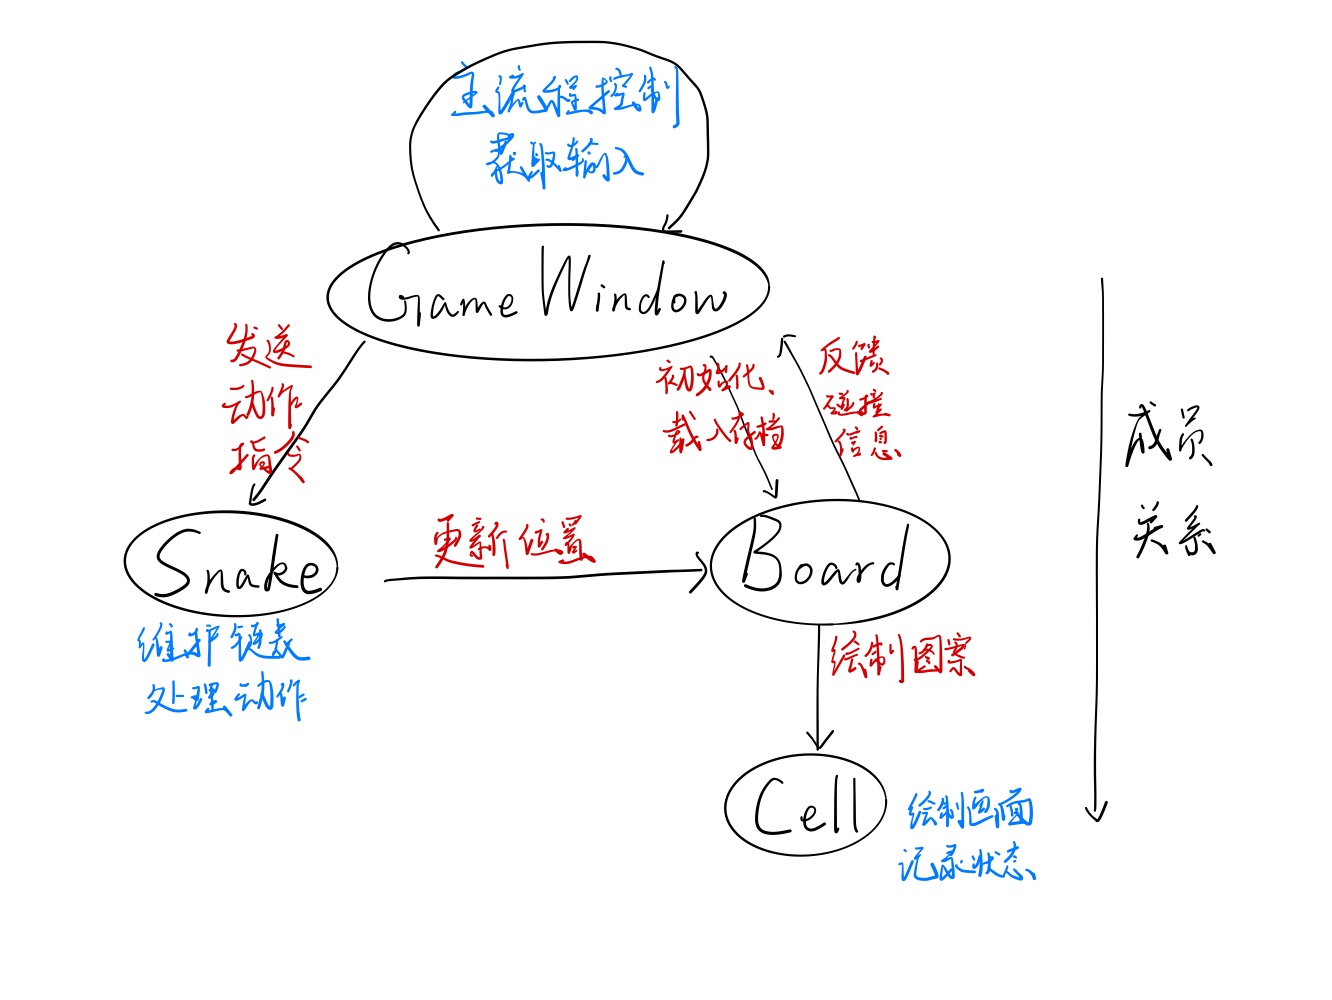 主流程控制
获取输入
Game Window
发送
动作
指令
初始化、
载入存档
反馈
碰撞
信息
成员
关系
Snake
更新位置
Board
维护链表
处理动作
绘制图案
Cell
绘制画面
记录状态、